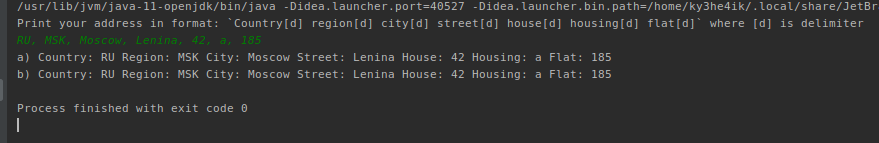 /usr/lib/jvm/java-11-openjdk/bin/java -Didea.launcher.port=40527 -Didea.launcher.bin.path=/home/ky3e4ik/.local/share/JetBr
Print your address in format: `Country[d] region[d] city[d] street[d] house[d] housing[d] flat[d]` where [d] is delimiter
RU, MSK, Moscow, Lenina, 42, a, 185
a) Country: RU Region: MSK City: Moscow Street: Lenina House: 42 Housing: a Flat: 185
b) Country: RU Region: MSK City: Moscow Street: Lenina House: 42 Housing: a Flat: 185
Process finished with exit code 0